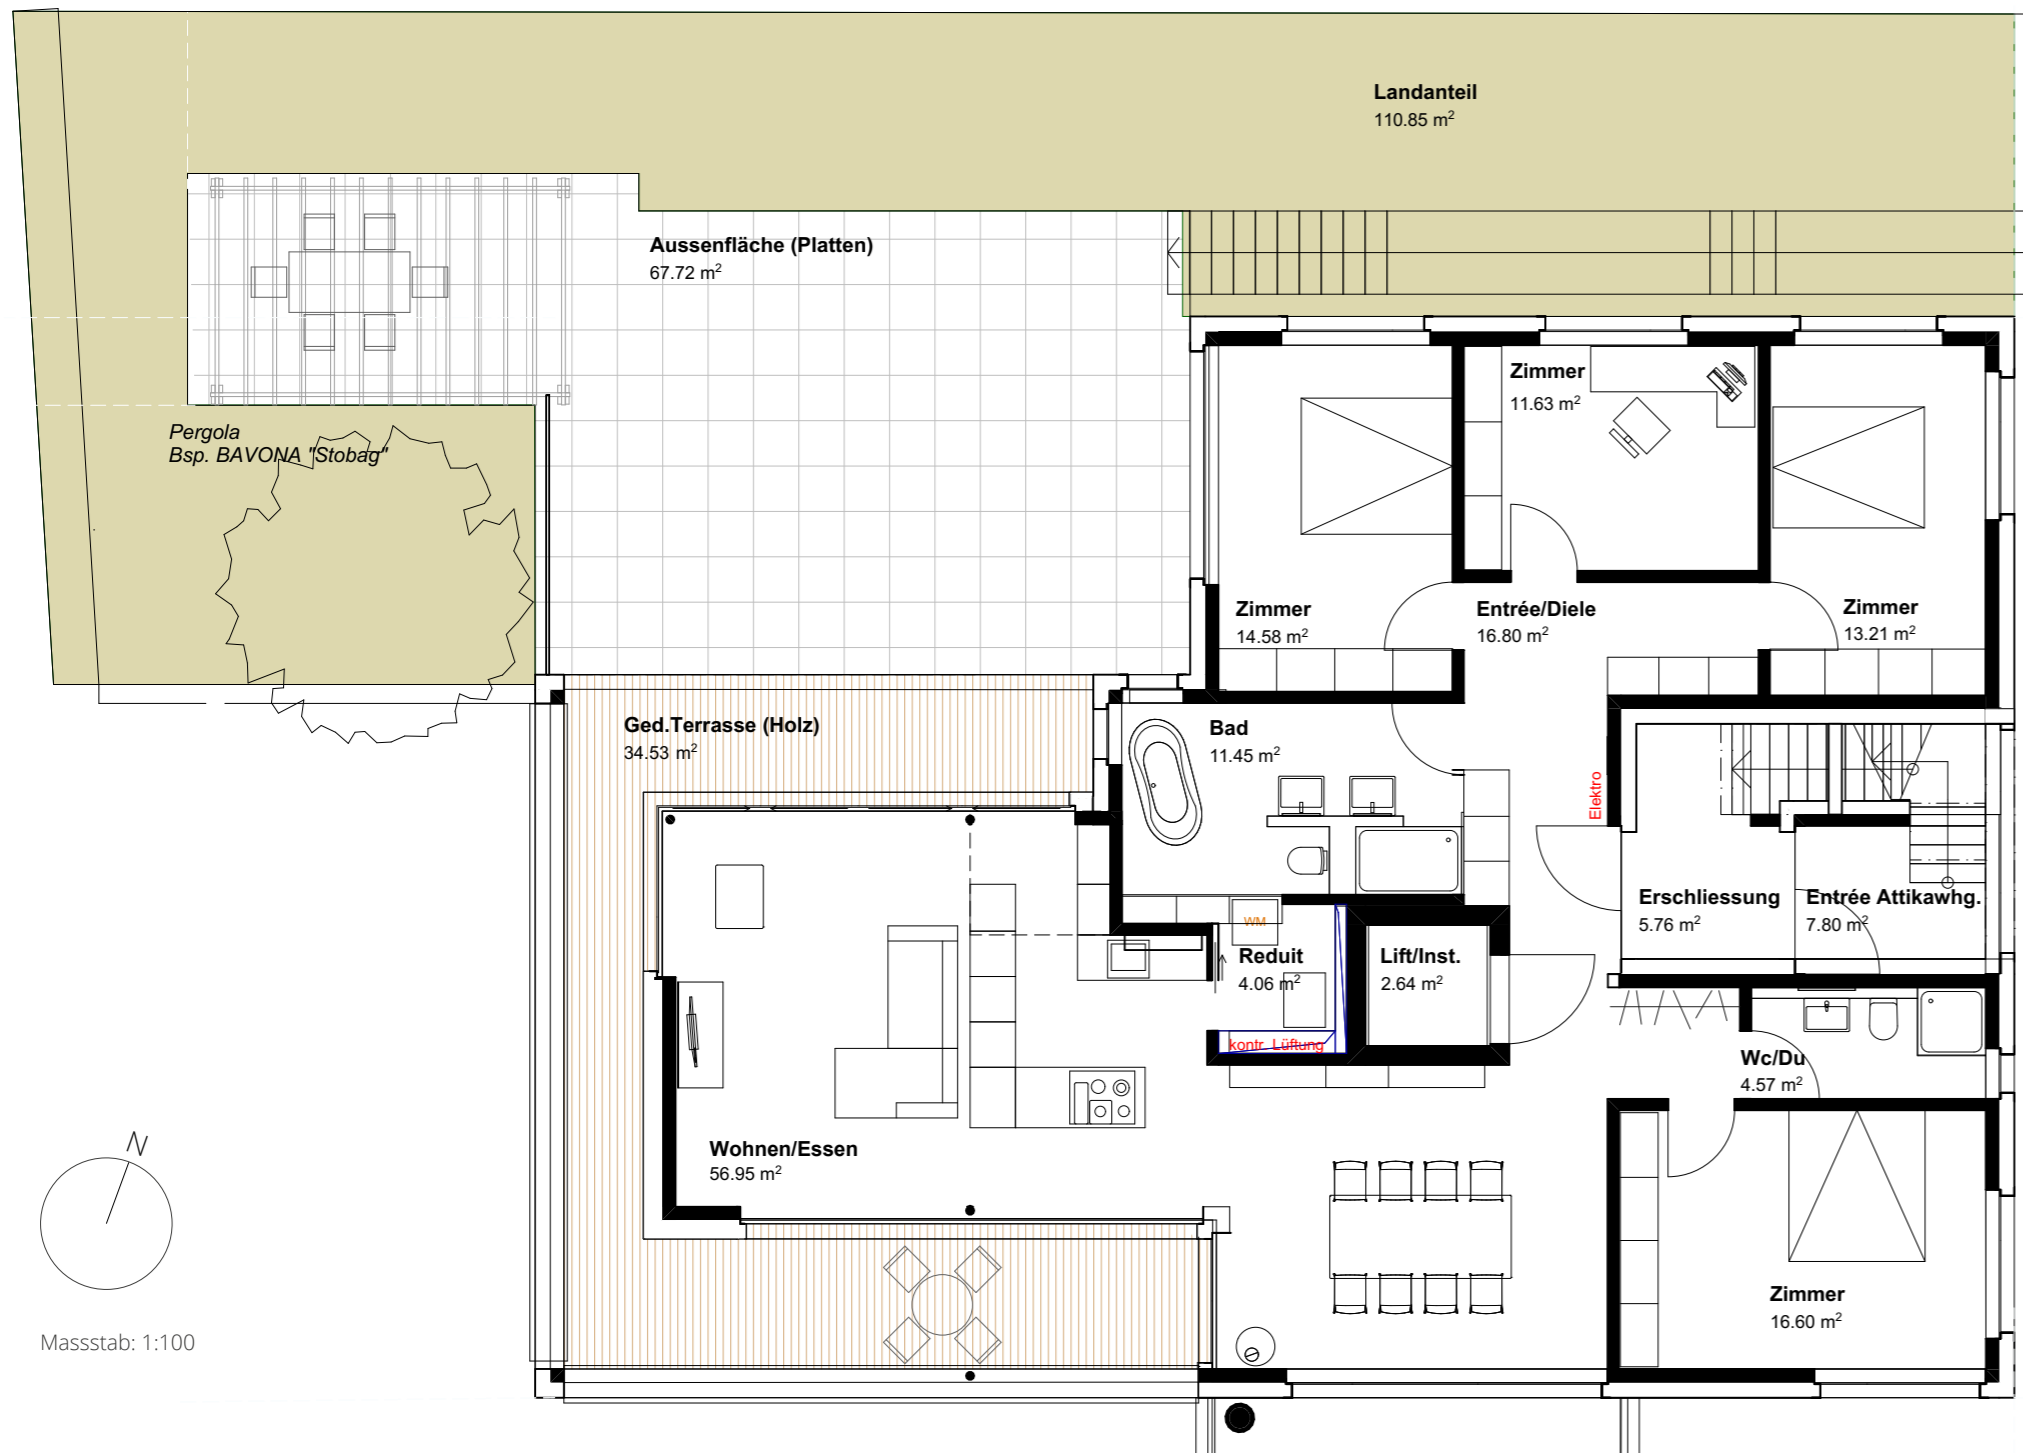 Landanteil
110.85 m²
Aussenfläche (Platten)
67.72 m²
Pergola
Bsp. BAVONA "Stobag"
Zimmer
11.63 m²
Zimmer
14.58 m²
Entrée/Diele
16.80 m²
Zimmer
13.21 m²
Ged.Terrasse (Holz)
34.53 m²
Bad
11.45 m²
Elektro
Erschliessung
5.76 m²
Entrée Attikawhg.
7.80 m²
WM
Reduit
4.06 m²
Lift/Inst.
2.64 m²
kontr. Lüftung
Wc/Du
4.57 m²
Wohnen/Essen
56.95 m²
Zimmer
16.60 m²
N
Massstab: 1:100